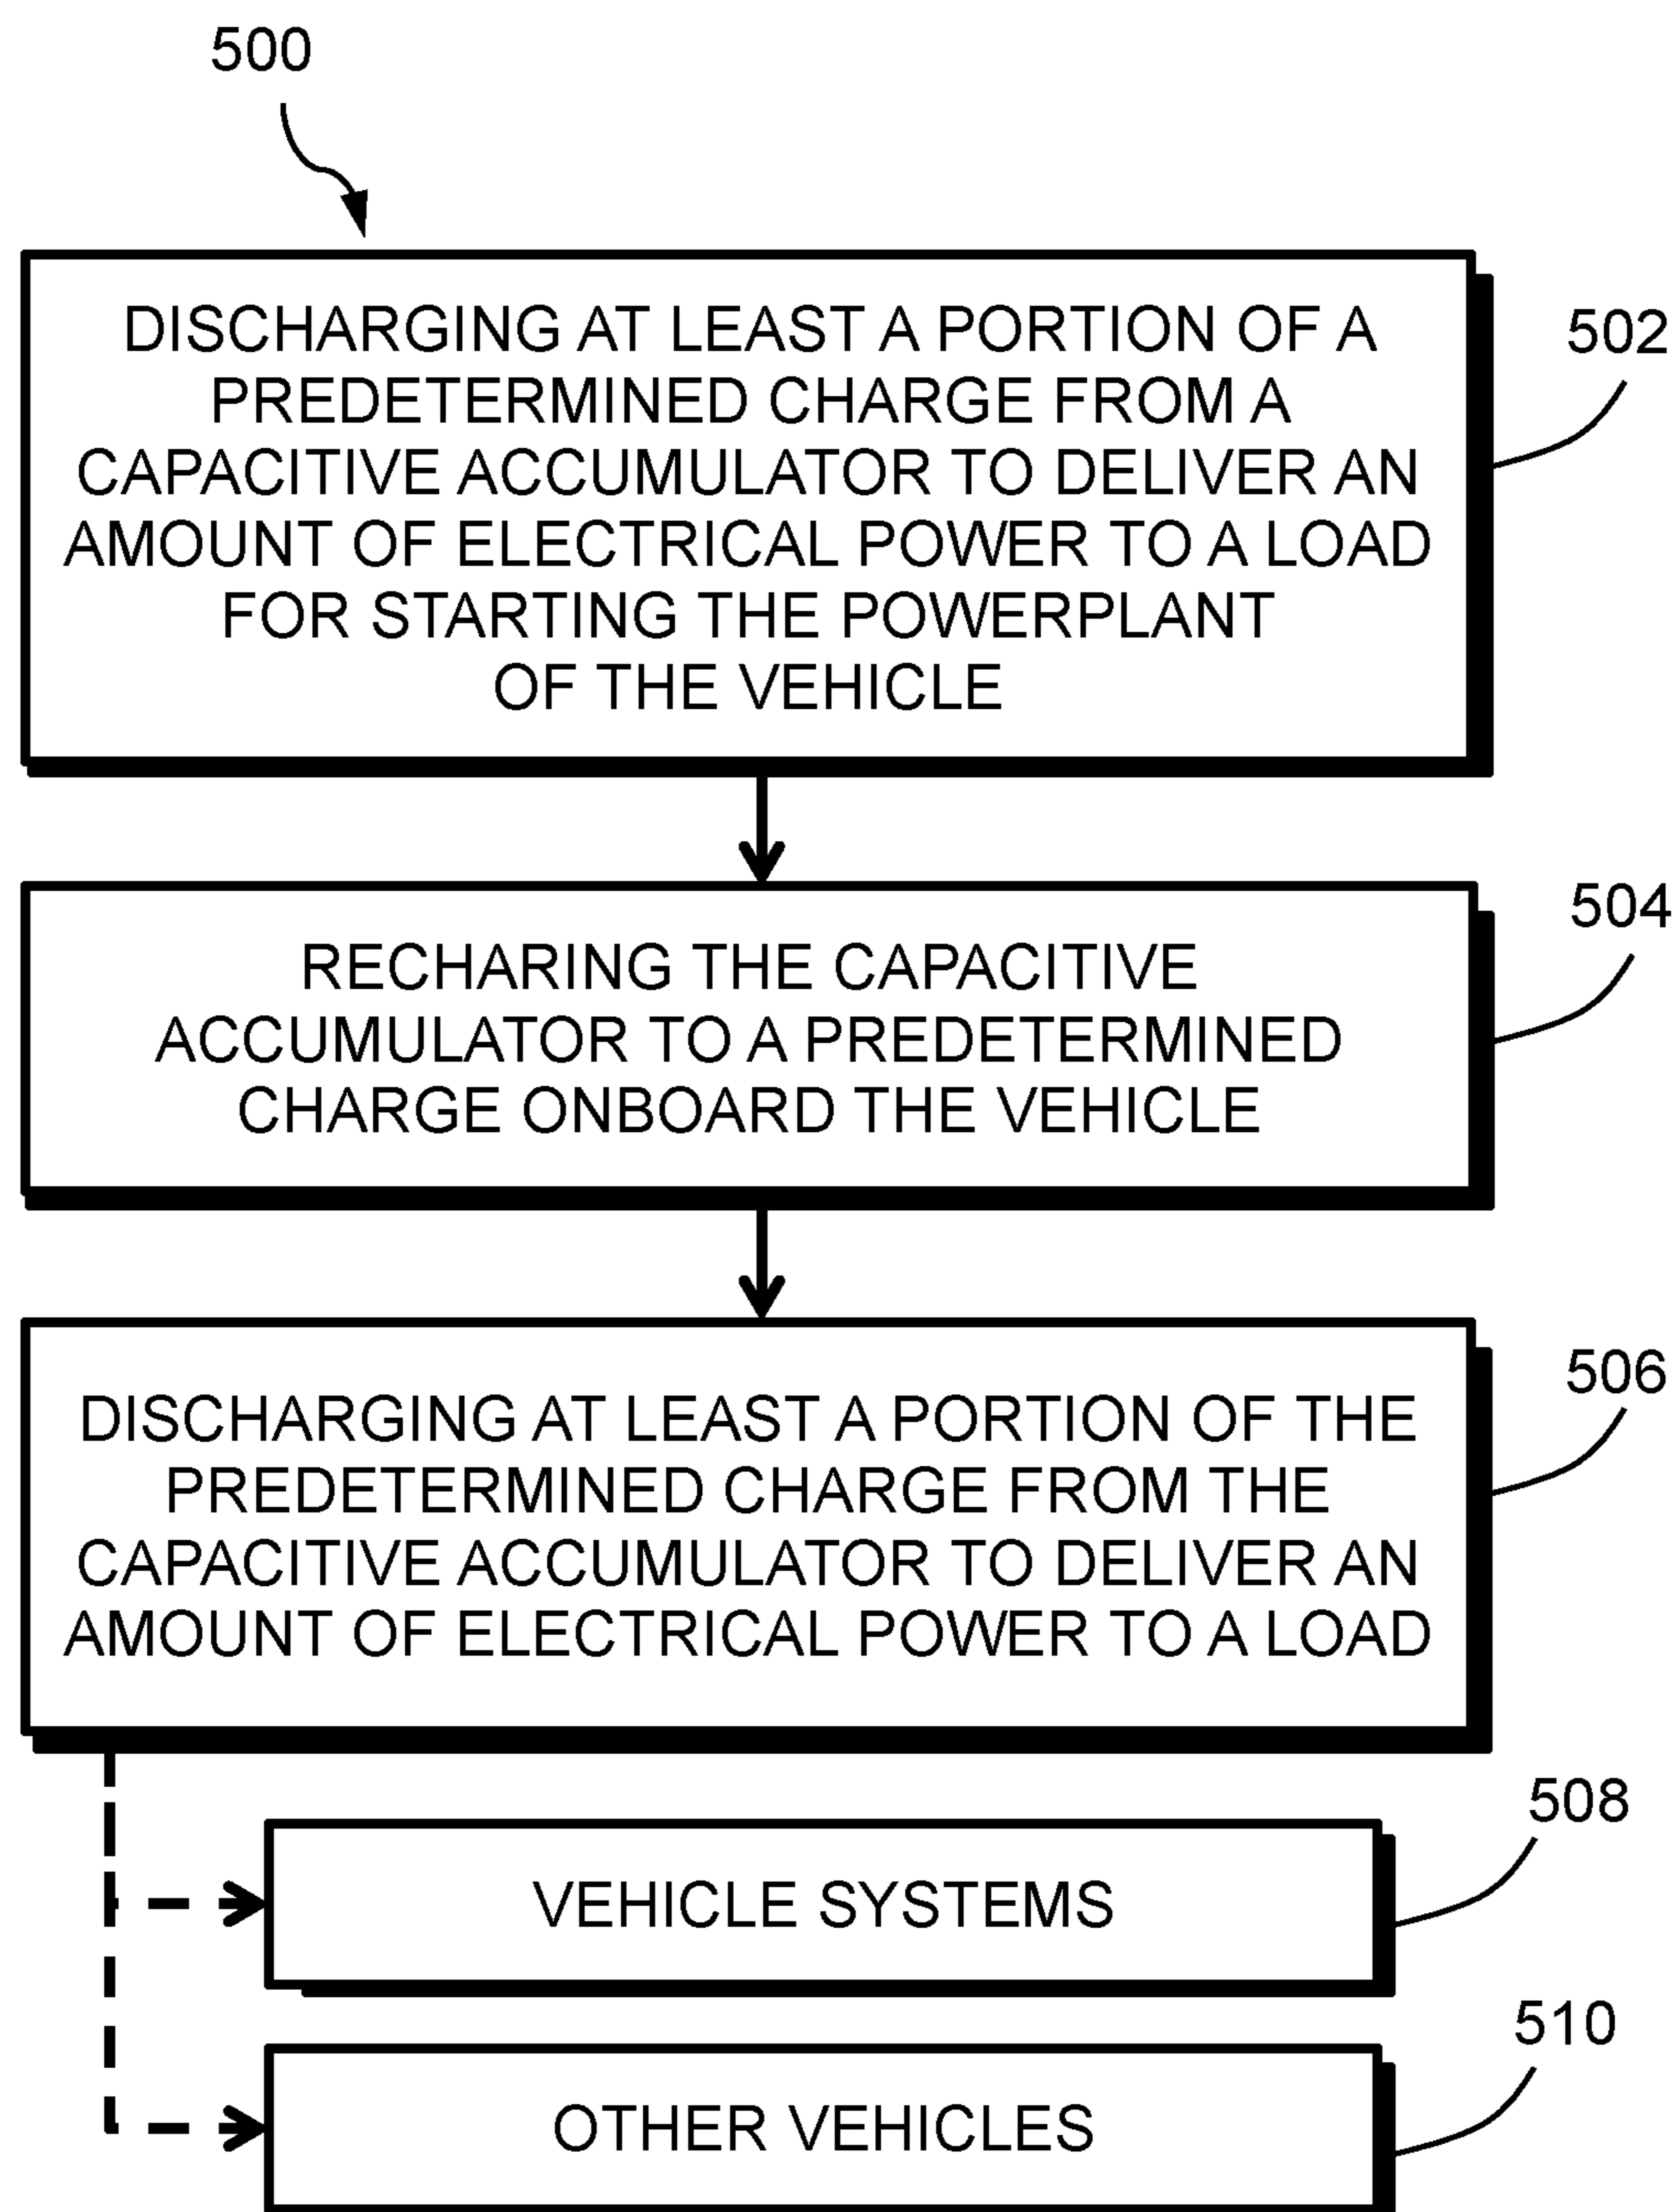 500
DISCHARGING AT LEAST A PORTION OF A
PREDETERMINED CHARGE FROM A
CAPACITIVE ACCUMULATOR TO DELIVER AN
AMOUNT OF ELECTRICAL POWER TO A LOAD
FOR STARTING THE POWERPLANT
OF THE VEHICLE
502
RECHARING THE CAPACITIVE
ACCUMULATOR TO A PREDETERMINED
CHARGE ONBOARD THE VEHICLE
504
DISCHARGING AT LEAST A PORTION OF THE
PREDETERMINED CHARGE FROM THE
CAPACITIVE ACCUMULATOR TO DELIVER AN
AMOUNT OF ELECTRICAL POWER TO A LOAD
506
VEHICLE SYSTEMS
508
OTHER VEHICLES
510